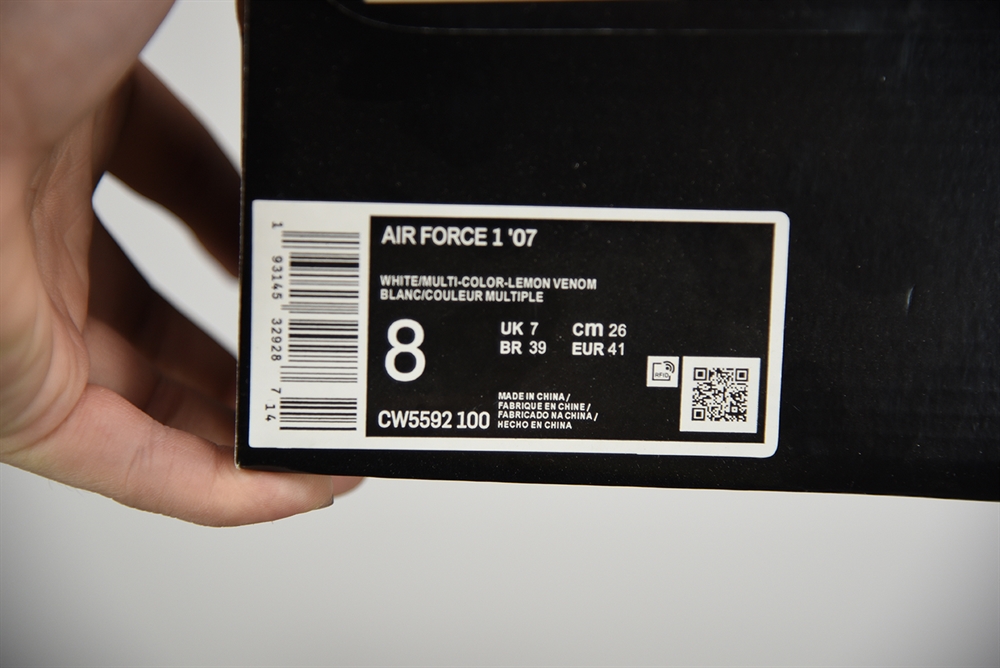 AIR FORCE 1 '07
WHITE/MULTI-COLOR-LEMON VENOM
BLANC/COULEUR MULTIPLE
8
UK 7 cm 26
BR 39 EUR 41
RFID
MADE IN CHINA /
FABRIQUE EN CHINE /
FABRICADO NA CHINA /
HECHO EN CHINA
CW5592 100
1 93145 32928 7 14